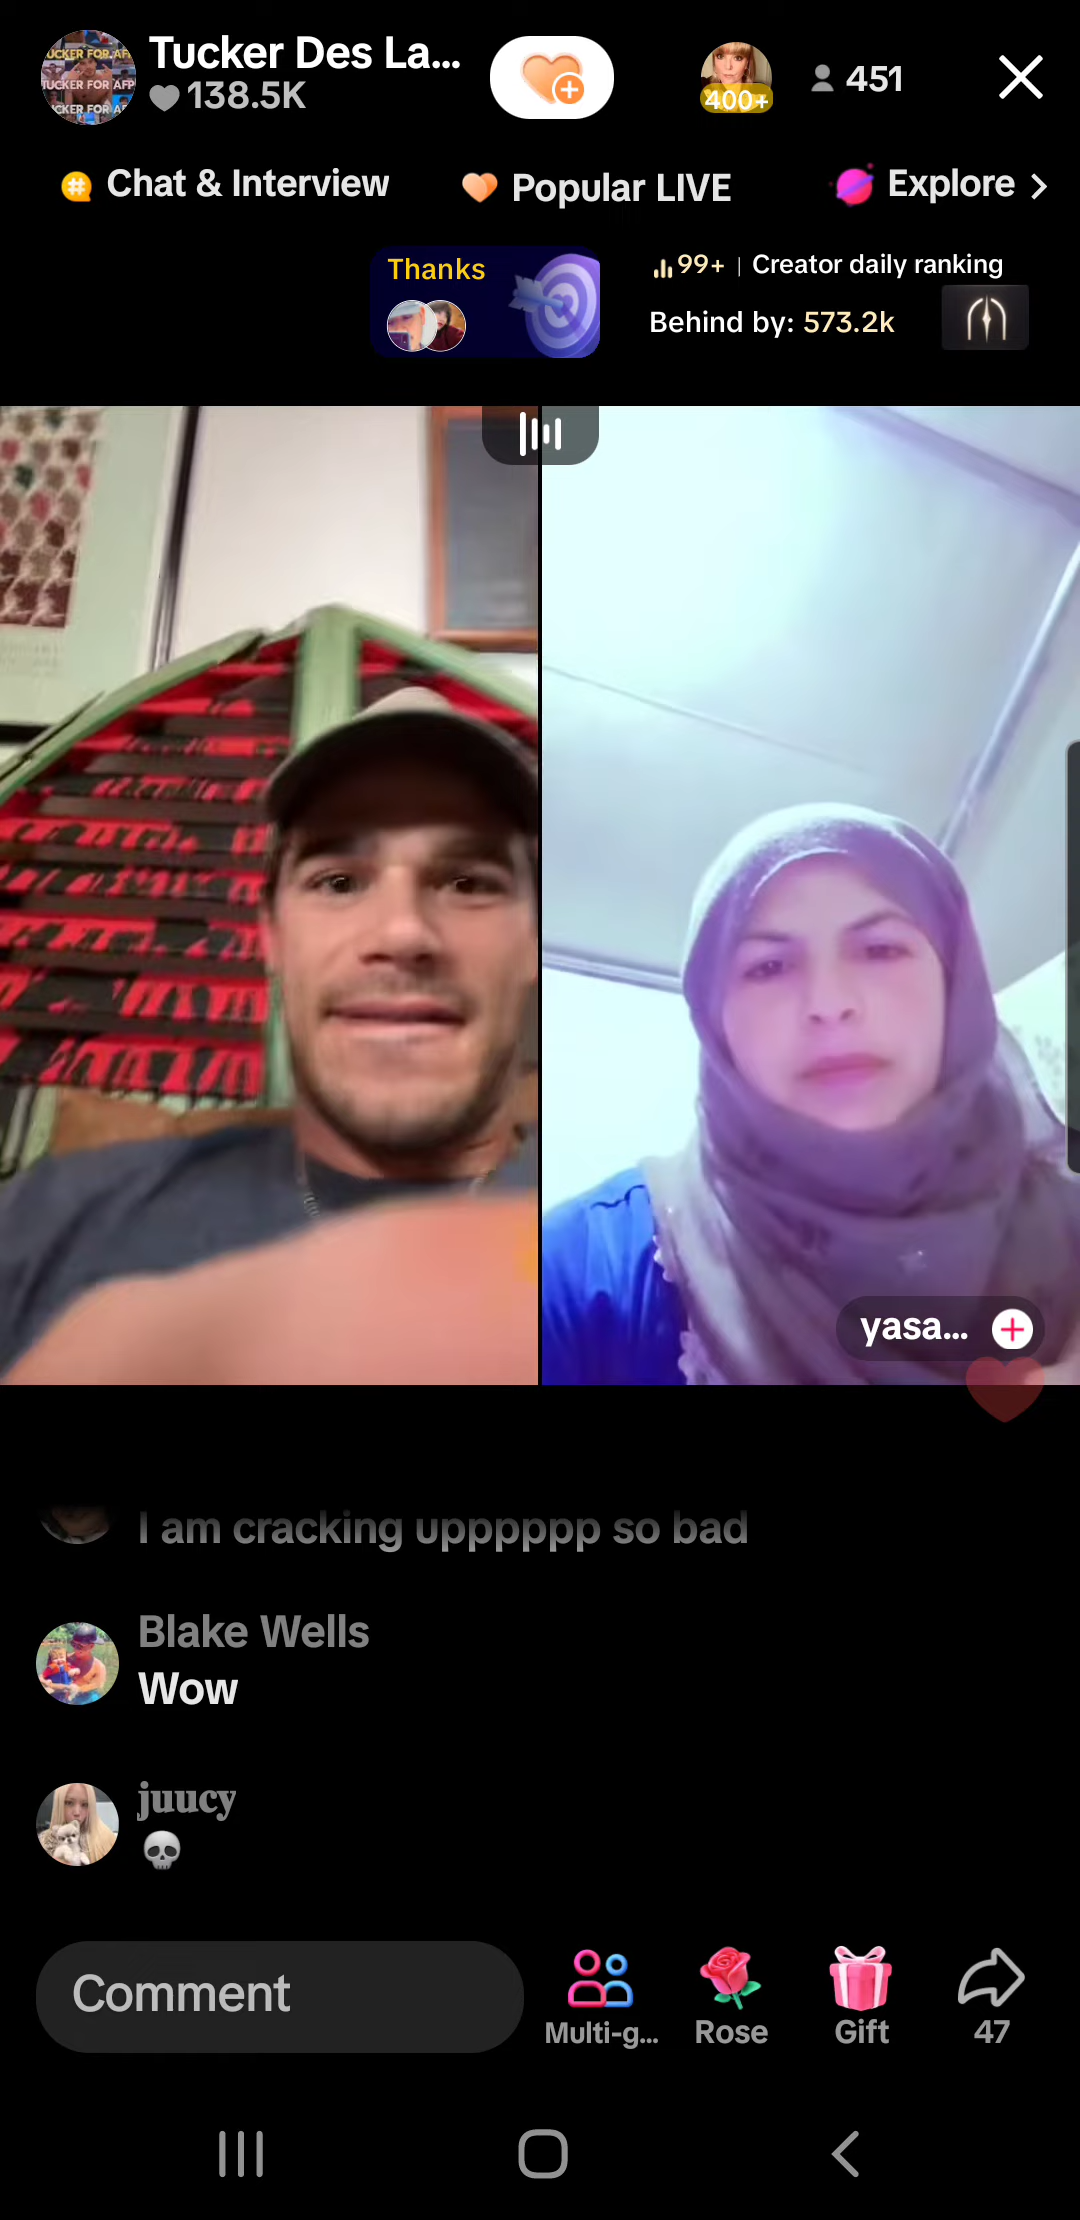 Tucker Des La...
138.5K
400+
451
Chat & Interview
Popular LIVE
Explore
Thanks
99+ | Creator daily ranking
Behind by: 573.2k
yasa...
I am cracking upppppp so bad
Blake Wells
Wow
juucy
Comment
Multi-g...
Rose
Gift
47